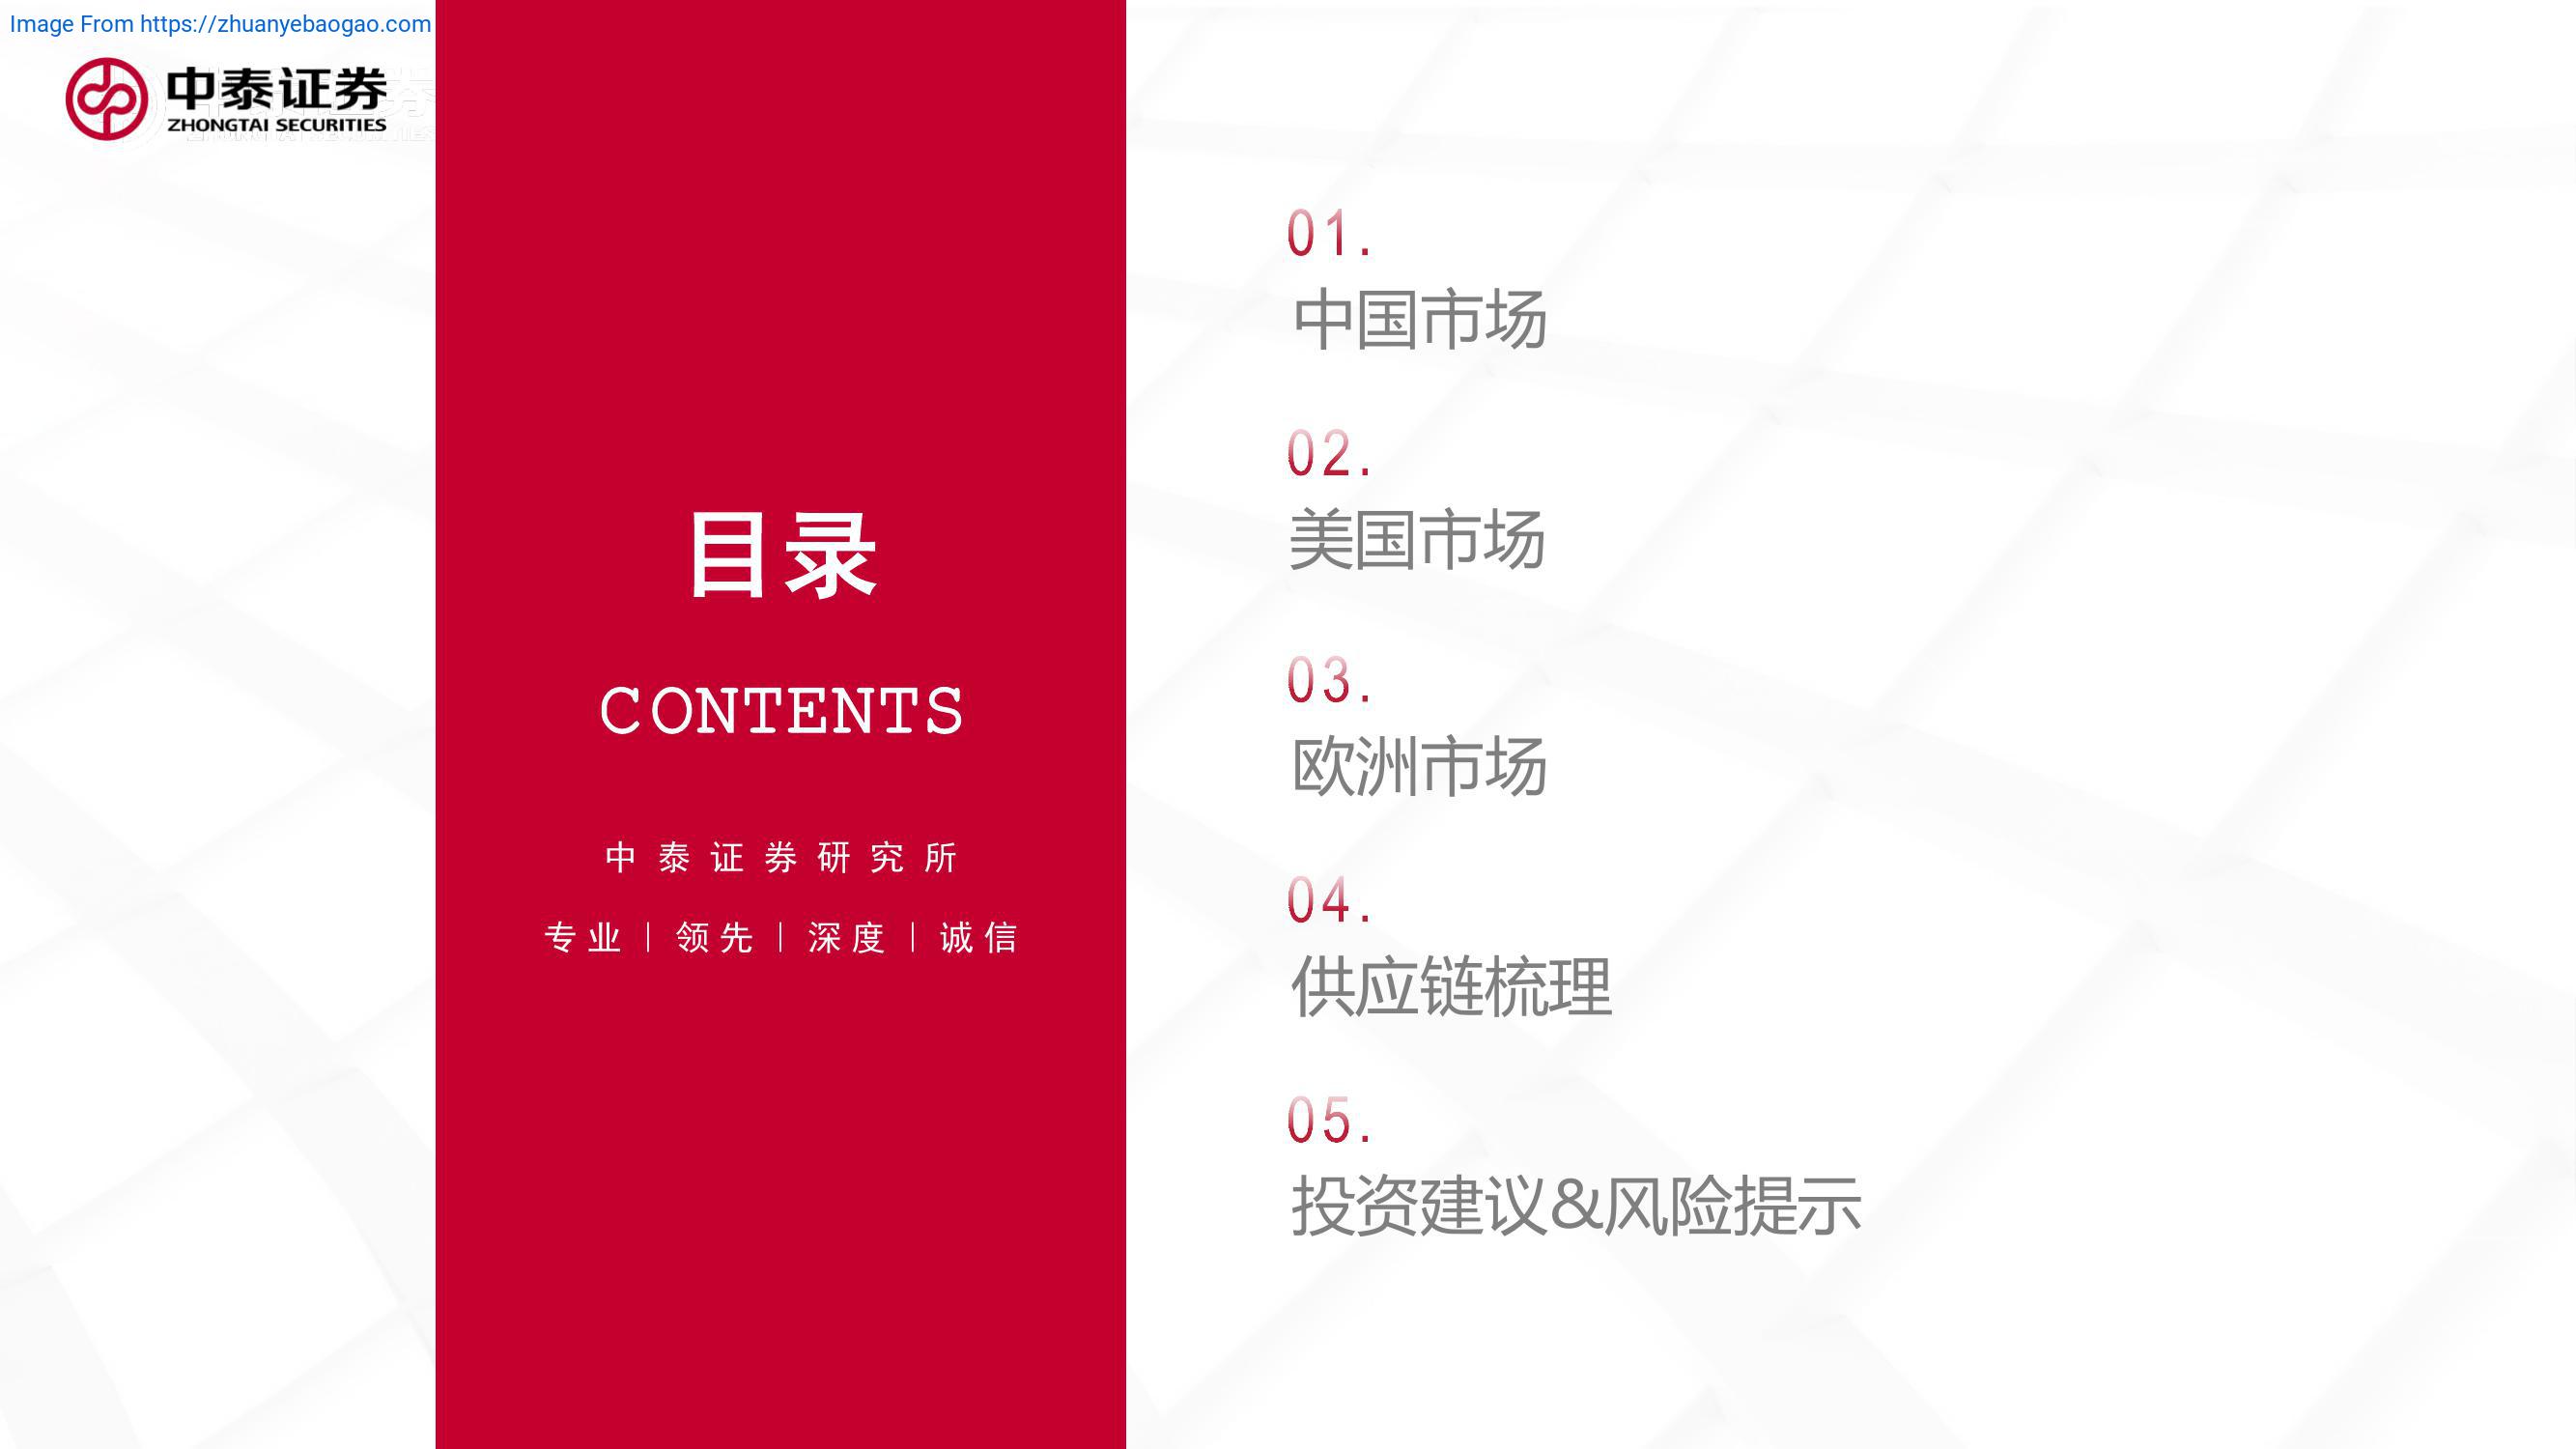 Image From https://zhuanyebaogao.com
中泰证券
ZHONGTAI SECURITIES
目录
CONTENTS
中泰证券研究所
专业｜领先｜深度｜诚信
01.
中国市场
02.
美国市场
03.
欧洲市场
04.
供应链梳理
05.
投资建议&风险提示